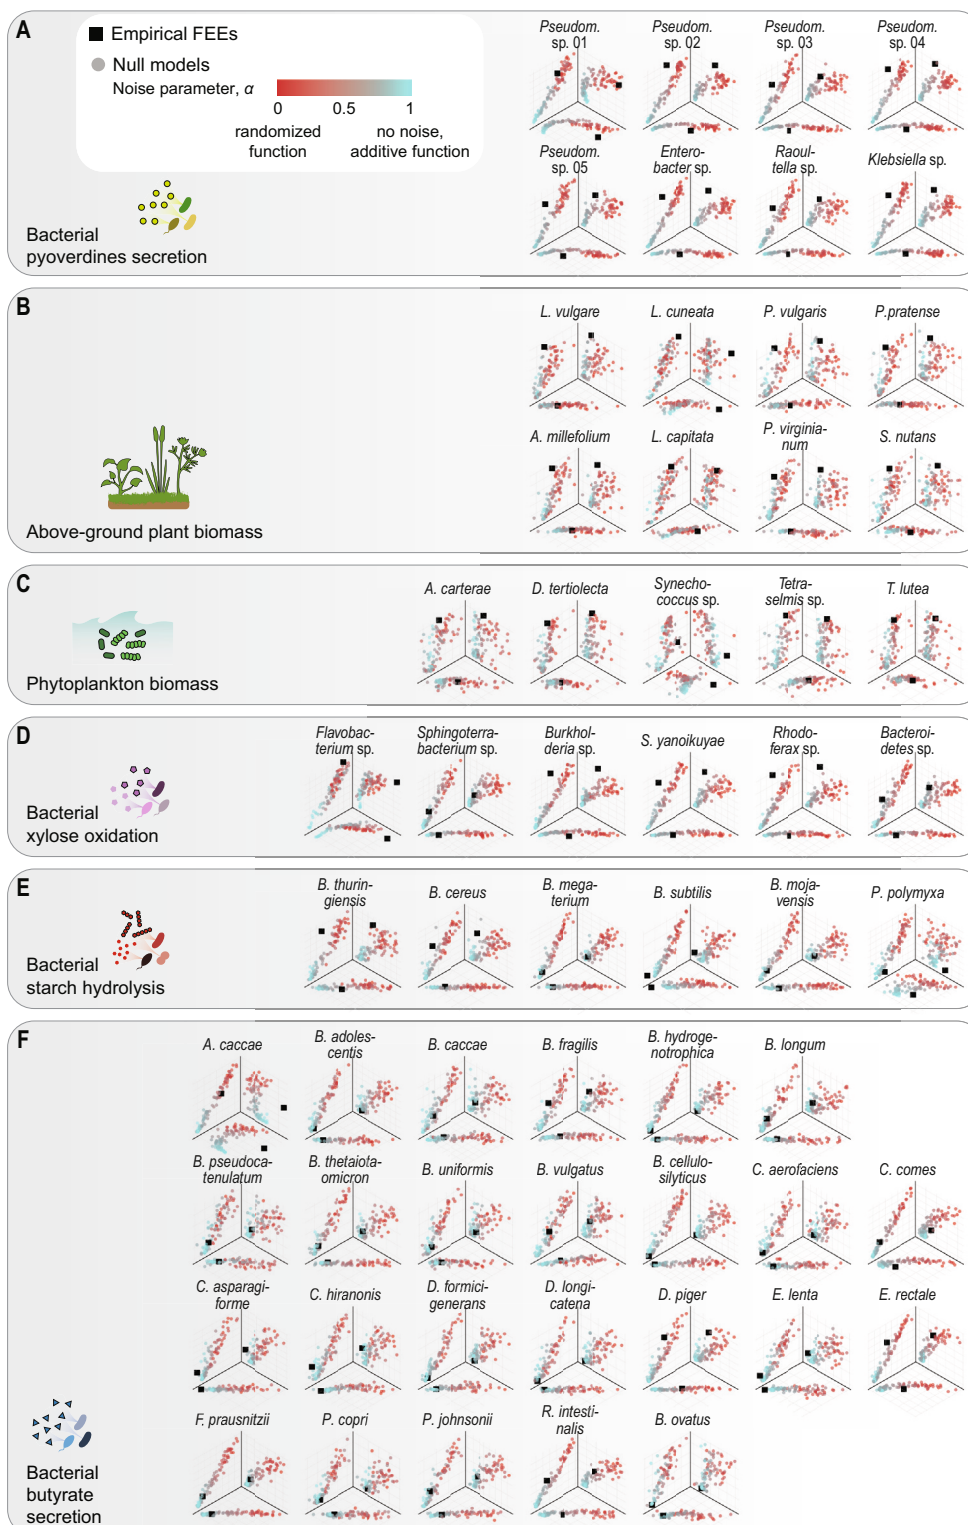 A
Empirical FEEs
Null models
Noise parameter, α
0 0.5 1
randomized function
no noise, additive function
Pseudom. sp. 01
Pseudom. sp. 02
Pseudom. sp. 03
Pseudom. sp. 04
Pseudom. sp. 05
Entero-
bacter sp.
Raoul-
tella sp.
Klebsiella sp.
Bacterial
pyoverdines secretion
B
L. vulgare
L. cuneata
P. vulgaris
P.pratense
A. millefolium
L. capitata
P. virginia-
num
S. nutans
Above-ground plant biomass
C
A. carterae
D. tertiolecta
Synecho-
coccus sp.
Tetra-
selmis sp.
T. lutea
Phytoplankton biomass
D
Flavobac-
terium sp.
Sphingoterra-
bacterium sp.
Burkhol-
deria sp.
S. yanoikuyae
Rhodo-
ferax sp.
Bacteroi-
detes sp.
Bacterial
xylose oxidation
E
B. thurin-
giensis
B. cereus
B. mega-
terium
B. subtilis
B. moja-
vensis
P. polymyxa
Bacterial
starch hydrolysis
F
A. caccae
B. adoles-
centis
B. caccae
B. fragilis
B. hydroge-
notrophica
B. longum
B. pseudoca-
tenulatum
B. thetaiota-
omicron
B. uniformis
B. vulgatus
B. cellulo-
silyticus
C. aerofaciens
C. comes
C. asparagi-
forme
C. hiranonis
D. formici-
generans
D. longi-
catena
D. piger
E. lenta
E. rectale
F. prausnitzii
P. copri
P. johnsonii
R. intesti-
nalis
B. ovatus
Bacterial
butyrate
secretion